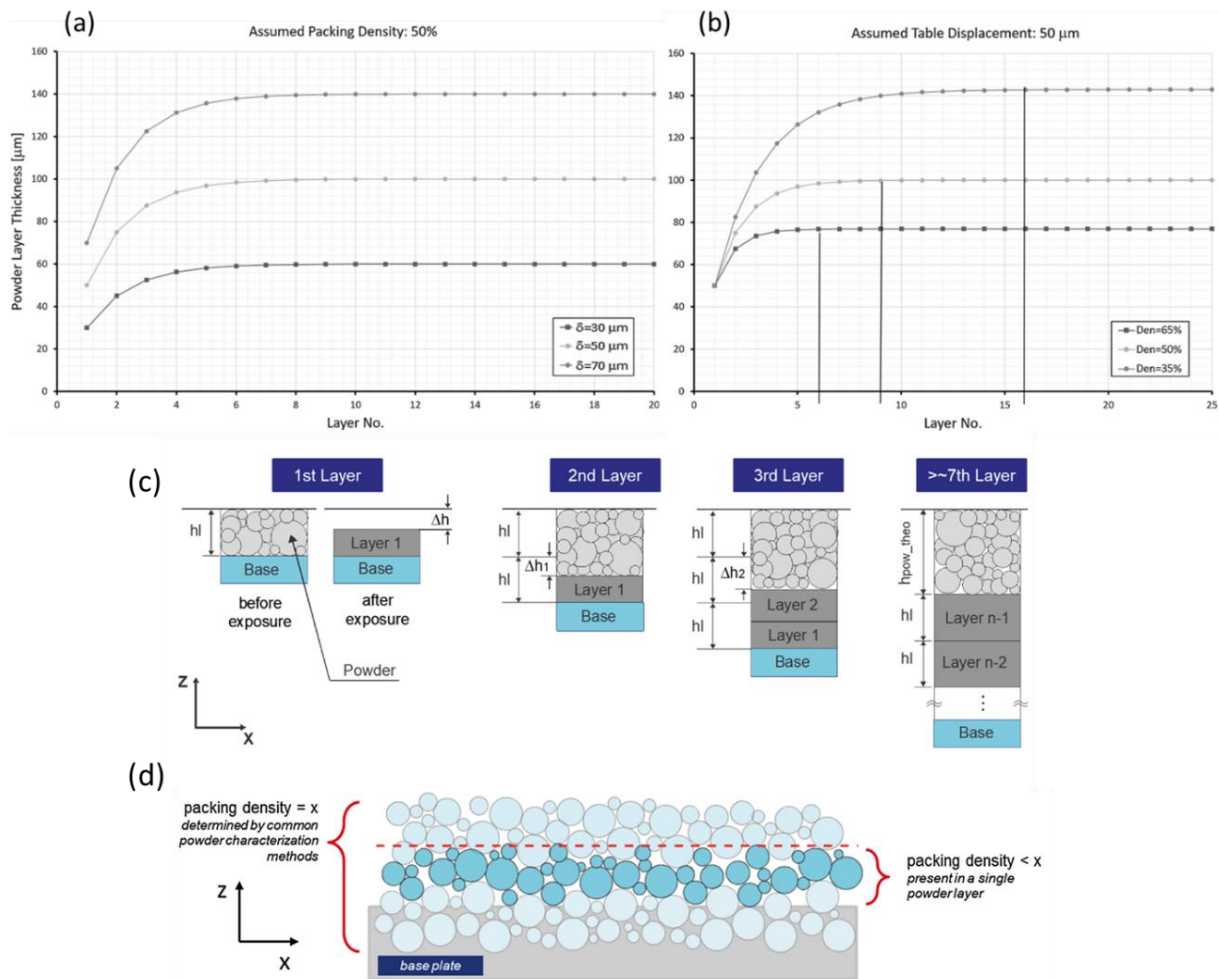 (a)
Assumed Packing Density: 50%
Powder Layer Thickness [μm]
160
140
120
100
80
60
40
20
0
0 2 4 6 8 10 12 14 16 18 20
Layer No.
δ=30 μm
δ=50 μm
δ=70 μm
(b)
Assumed Table Displacement: 50 μm
160
140
120
100
80
60
40
20
0
0 5 10 15 20 25
Layer No.
Den=65%
Den=50%
Den=35%
(c)
1st Layer
hl
Base
before
exposure
Δh
Layer 1
Base
after
exposure
Powder
Z
X
2nd Layer
hl
hl
Δh1
Layer 1
Base
3rd Layer
hl
hl
hl
Δh2
Layer 2
Layer 1
Base
>~7th Layer
hpow_theo
hl
hl
Layer n-1
Layer n-2
⋮
Base
(d)
packing density = x
determined by common
powder characterization
methods
Z
X
base plate
packing density < x
present in a single
powder layer